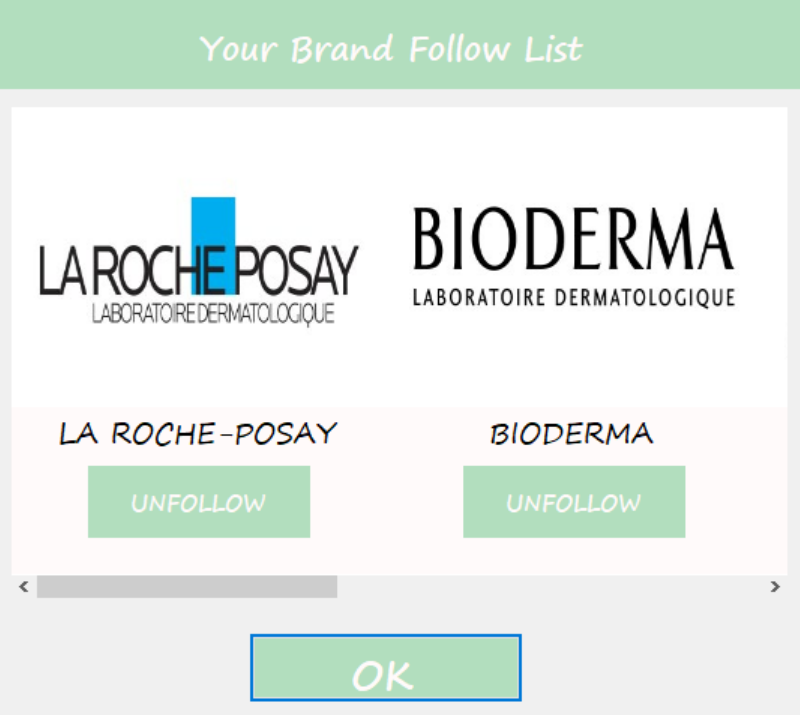 Your Brand Follow List
LA ROCHE POSAY
LABORATOIRE DERMATOLOGIQUE
BIODERMA
LABORATOIRE DERMATOLOGIQUE
LA ROCHE-POSAY
BIODERMA
UNFOLLOW
UNFOLLOW
OK